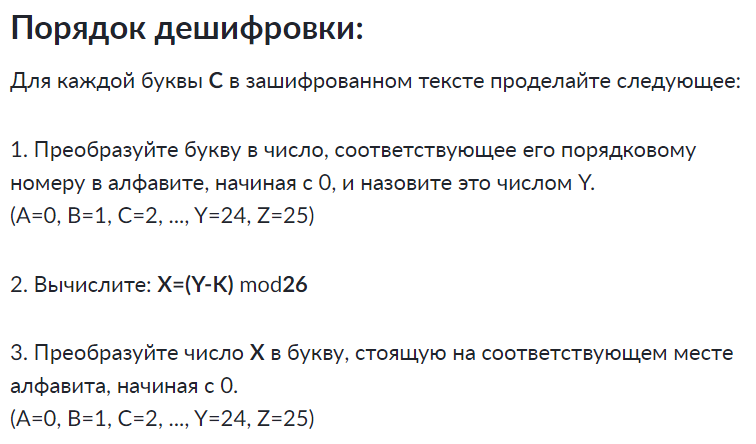 Порядок дешифровки:
Для каждой буквы C в зашифрованном тексте проделайте следующее:
1. Преобразуйте букву в число, соответствующее его порядковому
номеру в алфавите, начиная с 0, и назовите это числом Y.
(A=0, B=1, C=2, ..., Y=24, Z=25)
2. Вычислите: X=(Y-K) mod26
3. Преобразуйте число X в букву, стоящую на соответствующем месте
алфавита, начиная с 0.
(A=0, B=1, C=2, ..., Y=24, Z=25)